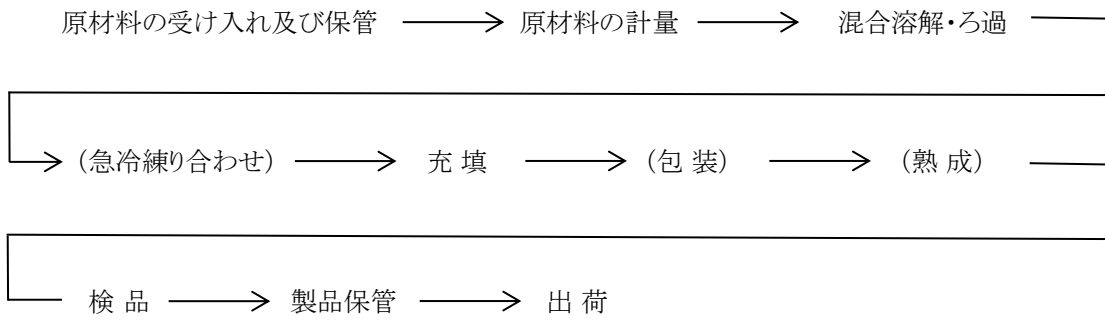 原材料の受け入れ及び保管 原材料の計量 混合溶解・ろ過
(急冷練り合わせ) 充 填 (包 装) (熟 成)
検 品 製品保管 出 荷